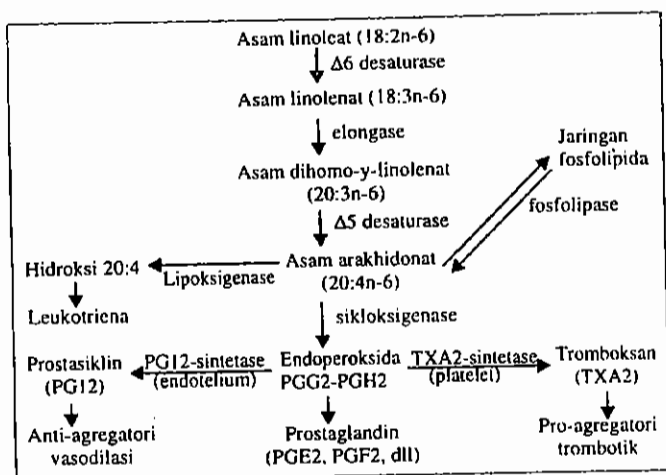 Asam linoleat (18:2n-6)
Δ6 desaturase
Asam linolenat (18:3n-6)
elongase
Asam dihomo-y-linolenat
(20:3n-6)
Jaringan
fosfolipida
fosfolipase
Δ5 desaturase
Hidroksi 20:4
Lipoksigenase
Asam arakhidonat
(20:4n-6)
Leukotriena
sikloksigenase
Prostasiklin
(PG12)
PG12-sintetase
(endotelium)
Endoperoksida
PGG2-PGH2
TXA2-sintetase
(platelet)
Tromboksan
(TXA2)
Anti-agregatori
vasodilasi
Prostaglandin
(PGE2, PGF2, dll)
Pro-agregatori
trombotik